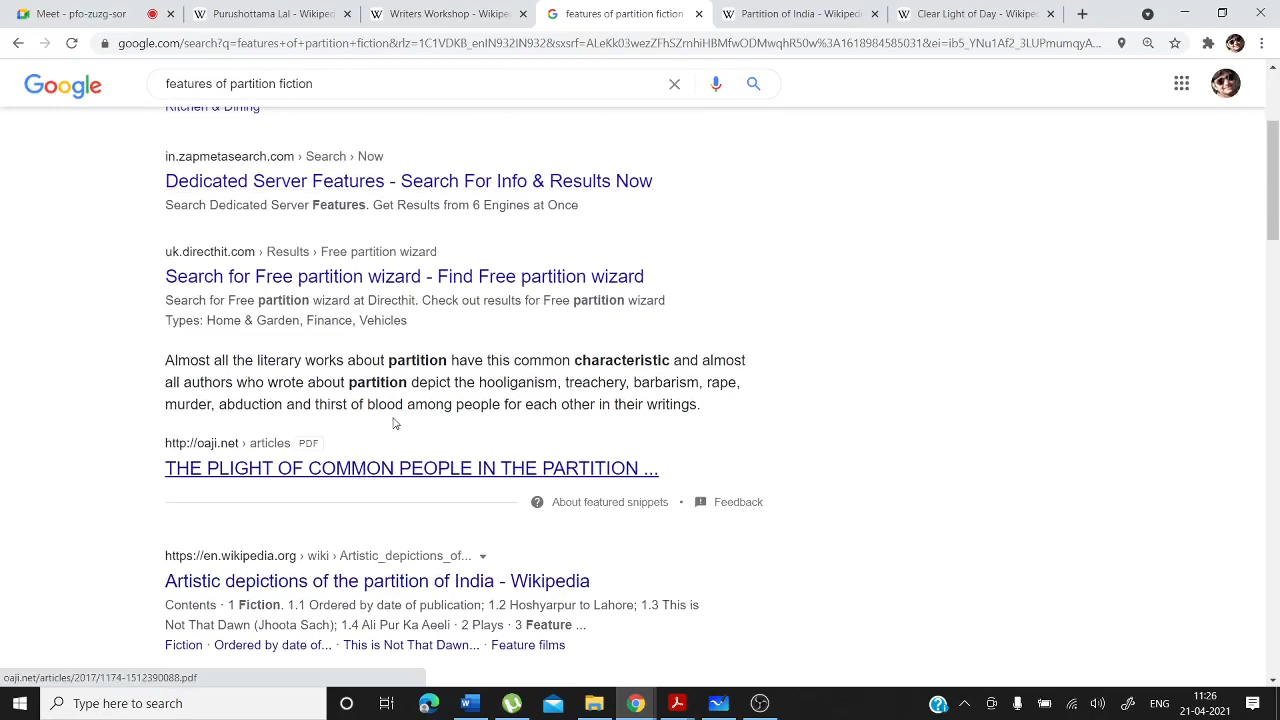 (10) YouTube
Int - Wikipedia
Writers Workshop - Wikipe
features of partition fiction
Partition of India - Wikipedia
Clear Light of Day - Wikipe
google.com/search?q=features+of+partition+fiction&rlz=1C1VDKB_enIN932IN932&sxsrf=ALeKk03wezZFhSZmhiHBMfwODMwqhR50w%3A1618984585031&ei=ib5_YNu1Af2_3LUPmumqyA...
Google
features of partition fiction
Kitchen & Dining
in.zapmetasearch.com › Search › Now
Dedicated Server Features - Search For Info & Results Now
Search Dedicated Server Features. Get Results from 6 Engines at Once
uk.directhit.com › Results › Free partition wizard
Search for Free partition wizard - Find Free partition wizard
Search for Free partition wizard at Directhit. Check out results for Free partition wizard
Types: Home & Garden, Finance, Vehicles
Almost all the literary works about partition have this common characteristic and almost
all authors who wrote about partition depict the hooliganism, treachery, barbarism, rape,
murder, abduction and thirst of blood among people for each other in their writings.
http://oaji.net › articles PDF
THE PLIGHT OF COMMON PEOPLE IN THE PARTITION ...
About featured snippets • Feedback
https://en.wikipedia.org › wiki › Artistic_depictions_of...
Artistic depictions of the partition of India - Wikipedia
Contents · 1 Fiction. 1.1 Ordered by date of publication; 1.2 Hoshyarpur to Lahore; 1.3 This is
Not That Dawn (Jhoota Sach); 1.4 Ali Pur Ka Aeeli · 2 Plays · 3 Feature ...
Fiction · Ordered by date of... · This is Not That Dawn... · Feature films
oaji.net/articles/2017/1174-1512390088.pdf
Type here to search
ENG
11:26
21-04-2021